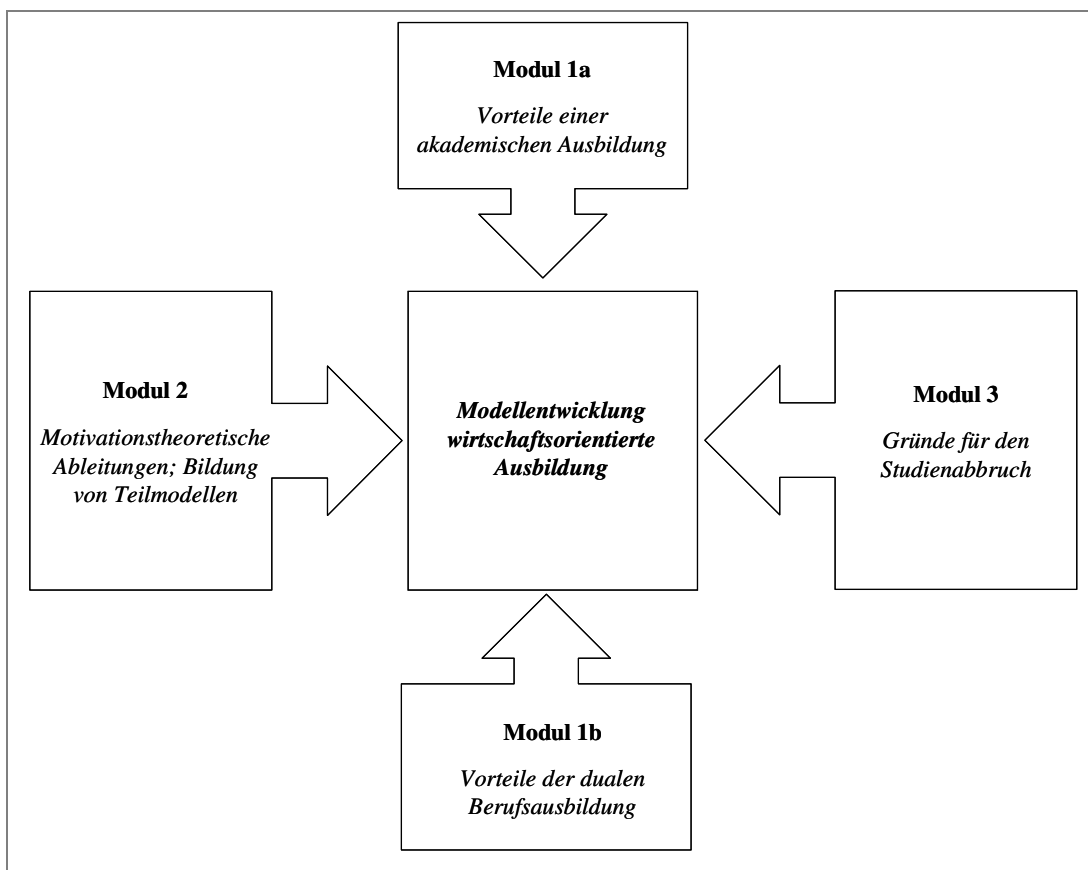 Modul 1a
Vorteile einer
akademischen Ausbildung
Modul 2
Motivationstheoretische
Ableitungen; Bildung
von Teilmodellen
Modellentwicklung
wirtschaftsorientierte
Ausbildung
Modul 3
Gründe für den
Studienabbruch
Modul 1b
Vorteile der dualen
Berufsausbildung